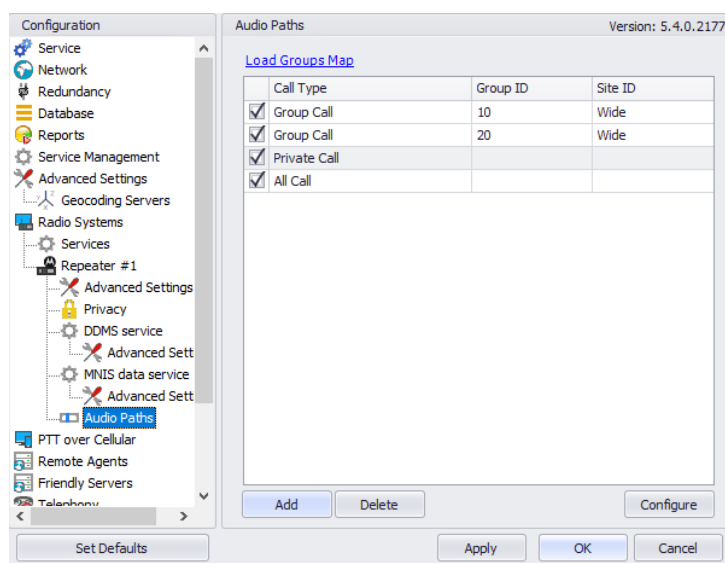 Configuration
Service
Network
Redundancy
Database
Reports
Service Management
Advanced Settings
Geocoding Servers
Radio Systems
Services
Repeater #1
Advanced Settings
Privacy
DDMS service
Advanced Sett
MNIS data service
Advanced Sett
Audio Paths
PTT over Cellular
Remote Agents
Friendly Servers
Telephony
Set Defaults
Audio Paths Version: 5.4.0.2177
Load Groups Map
Call Type Group ID Site ID
Group Call 10 Wide
Group Call 20 Wide
Private Call
All Call
Add Delete Configure
Apply OK Cancel